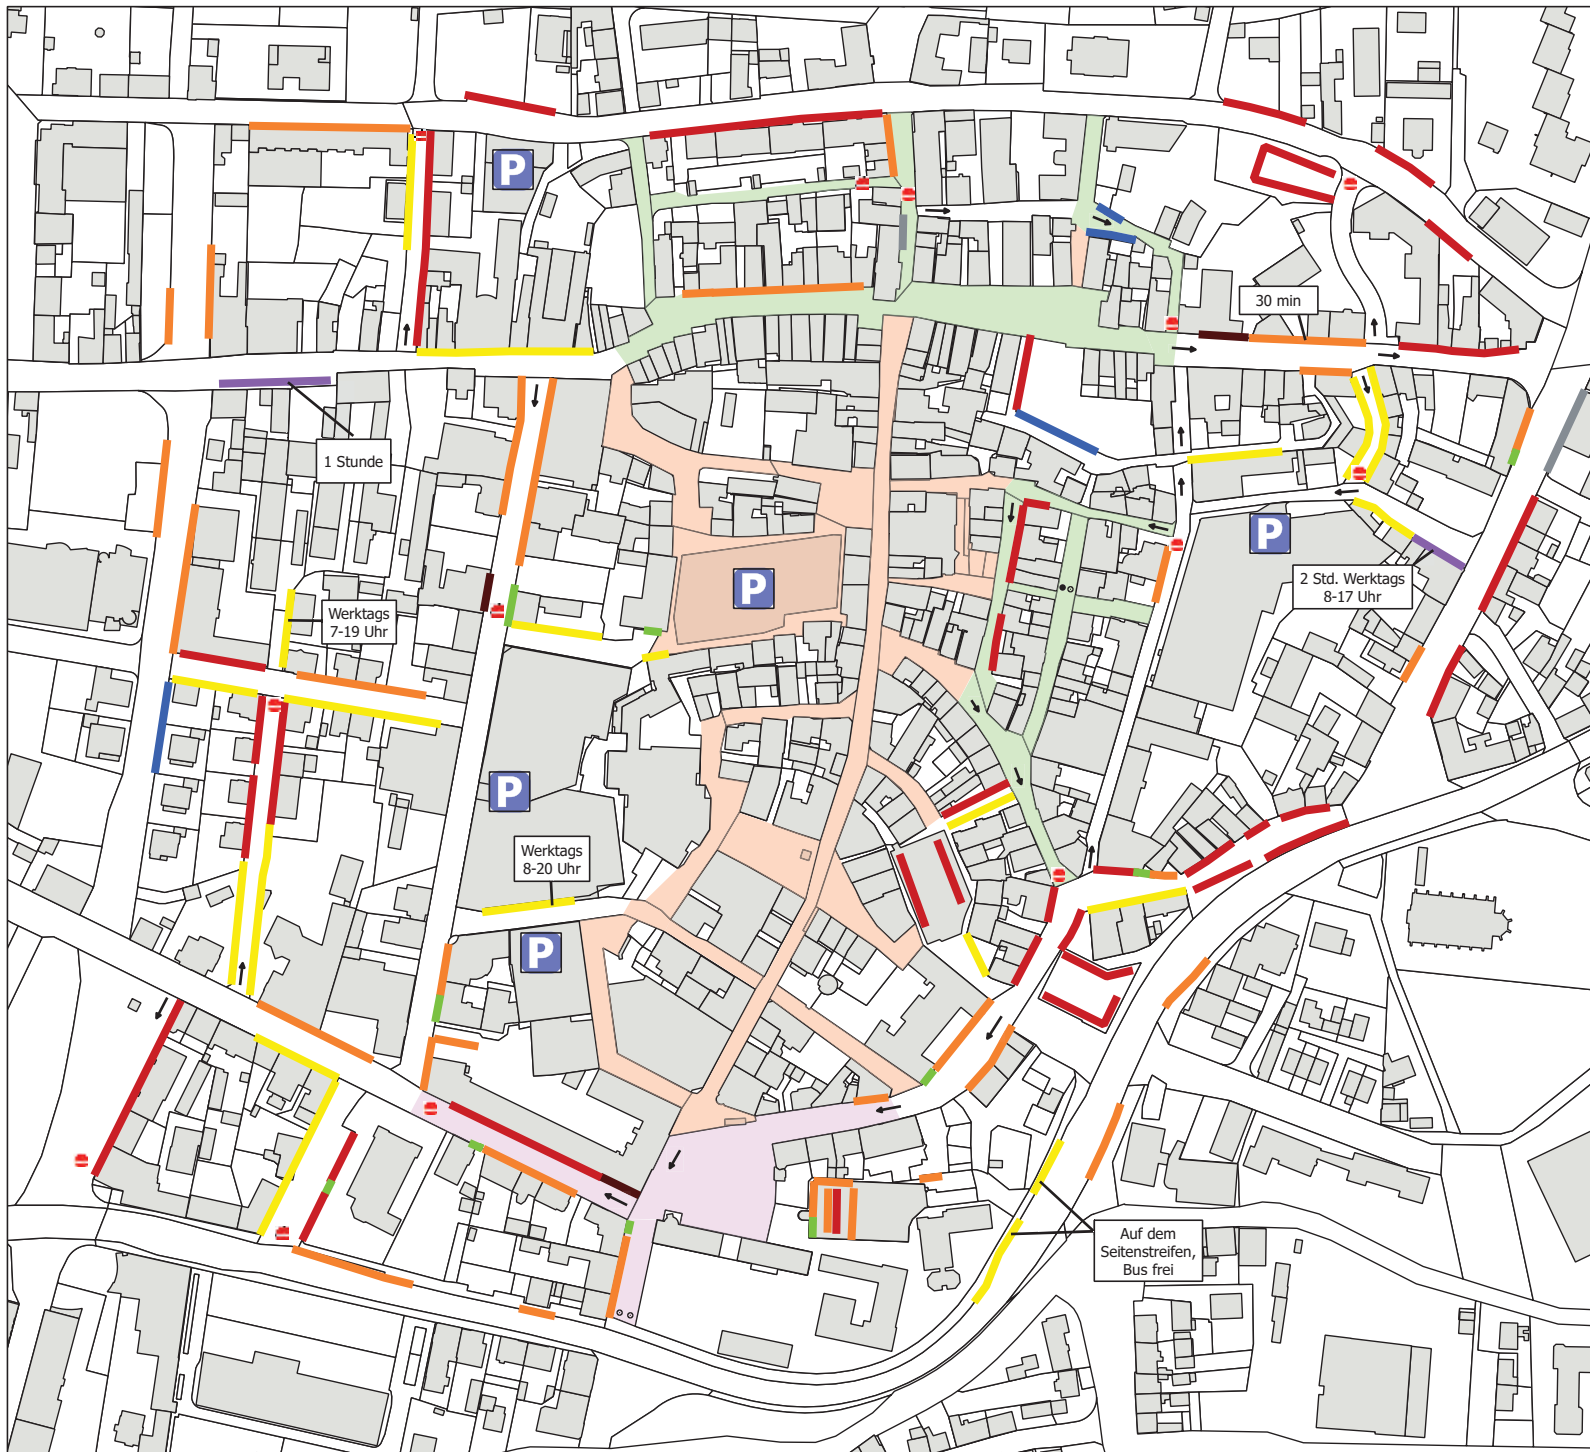 P
30 min
1 Stunde
P
P
2 Std. Werktags
8-17 Uhr
Werktags
7-19 Uhr
P
Werktags
8-20 Uhr
P
Auf dem
Seitenstreifen,
Bus frei